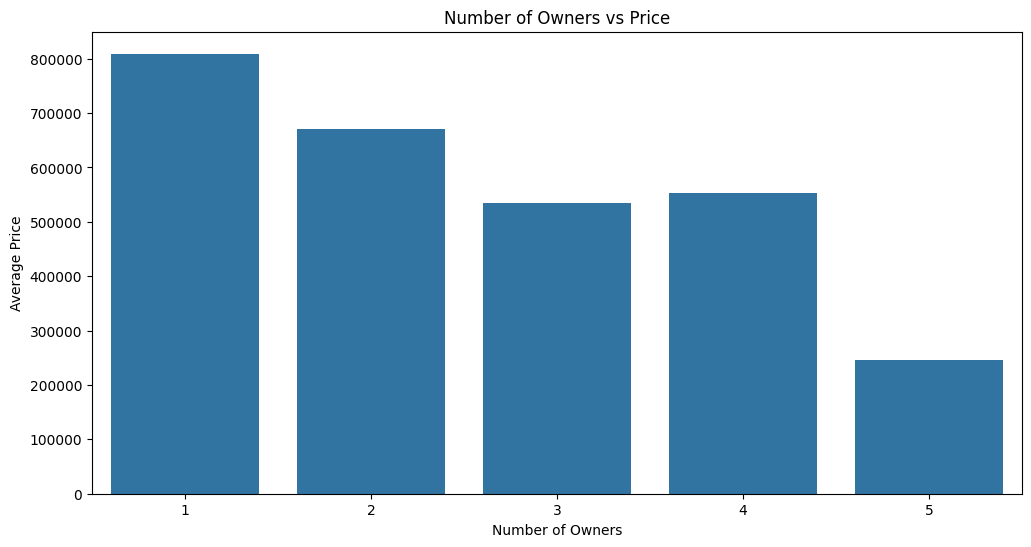 Number of Owners vs Price
Average Price
800000
700000
600000
500000
400000
300000
200000
100000
0
1 2 3 4 5
Number of Owners